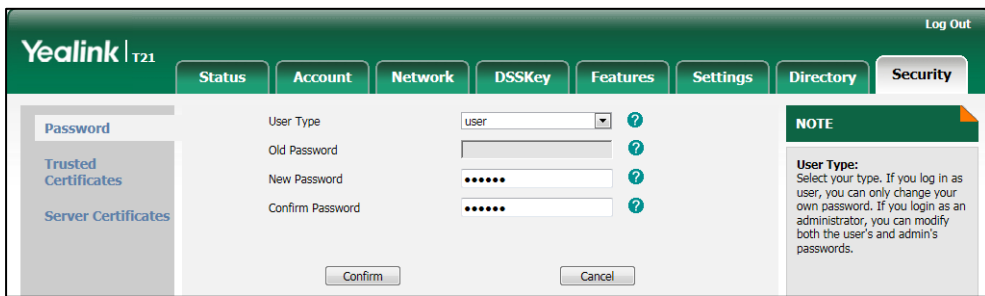 Log Out
Yealink T21
Status Account Network DSSKey Features Settings Directory Security
Password
Trusted
Certificates
Server Certificates
User Type user ?
Old Password ?
New Password •••••• ?
Confirm Password •••••• ?
Confirm Cancel
NOTE
User Type:
Select your type. If you log in as
user, you can only change your
own password. If you login as an
administrator, you can modify
both the user's and admin's
passwords.